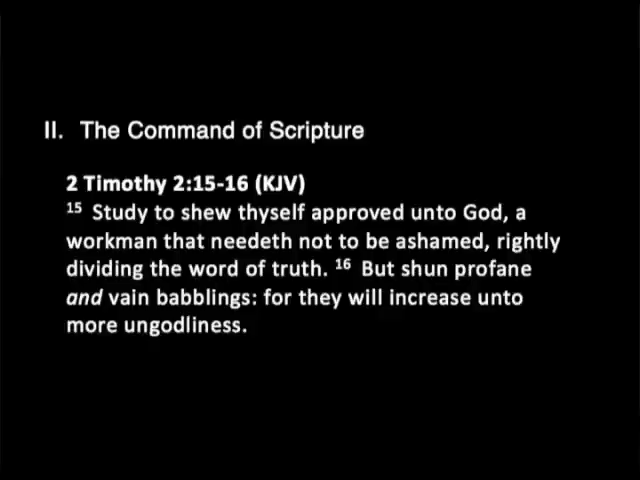 II. The Command of Scripture
2 Timothy 2:15-16 (KJV)
15 Study to shew thyself approved unto God, a
workman that needeth not to be ashamed, rightly
dividing the word of truth. 16 But shun profane
and vain babblings: for they will increase unto
more ungodliness.